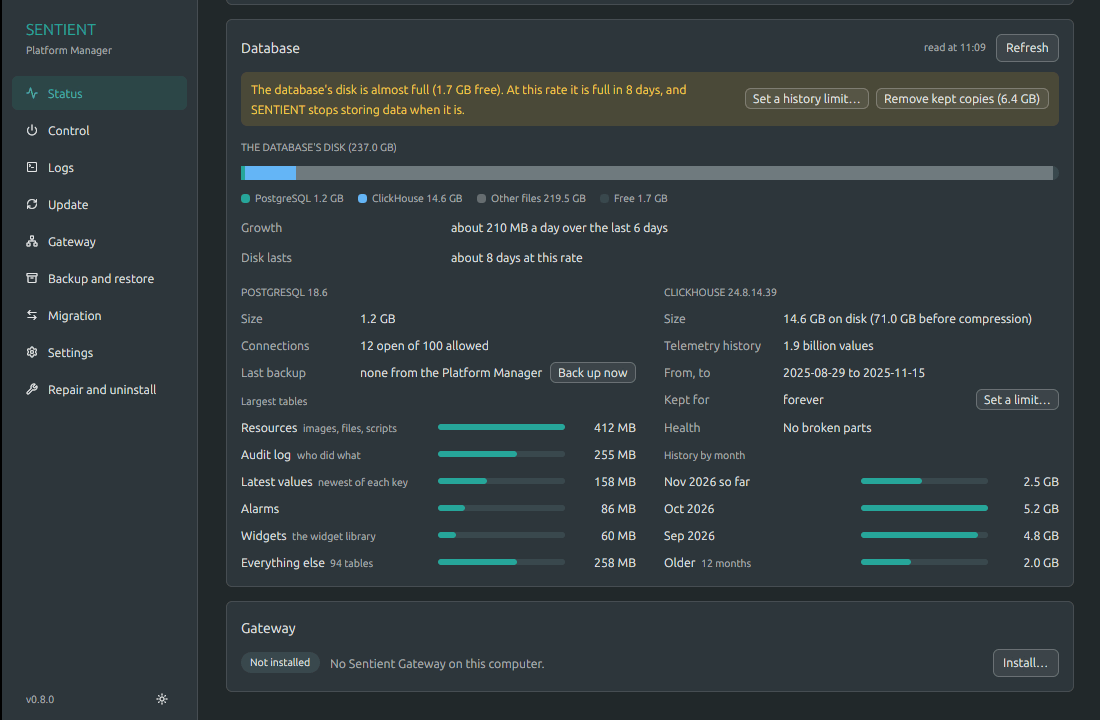 SENTIENT
Platform Manager
Status
Control
Logs
Update
Gateway
Backup and restore
Migration
Settings
Repair and uninstall
v0.8.0
Database
read at 11:09
Refresh
The database's disk is almost full (1.7 GB free). At this rate it is full in 8 days, and
SENTIENT stops storing data when it is.
Set a history limit...
Remove kept copies (6.4 GB)
THE DATABASE'S DISK (237.0 GB)
PostgreSQL 1.2 GB ClickHouse 14.6 GB Other files 219.5 GB Free 1.7 GB
Growth about 210 MB a day over the last 6 days
Disk lasts about 8 days at this rate
POSTGRESQL 18.6
Size 1.2 GB
Connections 12 open of 100 allowed
Last backup none from the Platform Manager Back up now
Largest tables
Resources images, files, scripts 412 MB
Audit log who did what 255 MB
Latest values newest of each key 158 MB
Alarms 86 MB
Widgets the widget library 60 MB
Everything else 94 tables 258 MB
CLICKHOUSE 24.8.14.39
Size 14.6 GB on disk (71.0 GB before compression)
Telemetry history 1.9 billion values
From, to 2025-08-29 to 2025-11-15
Kept for forever Set a limit...
Health No broken parts
History by month
Nov 2026 so far 2.5 GB
Oct 2026 5.2 GB
Sep 2026 4.8 GB
Older 12 months 2.0 GB
Gateway
Not installed No Sentient Gateway on this computer.
Install...